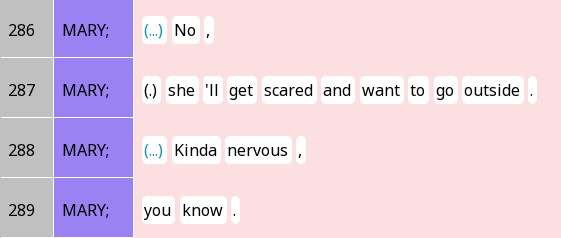 286 MARY; (...) No ,
287 MARY; (.) she 'll get scared and want to go outside .
288 MARY; (...) Kinda nervous ,
289 MARY; you know .